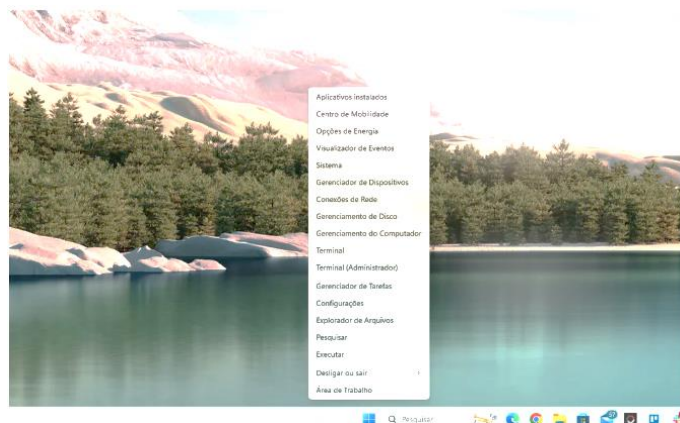 Aplicativos instalados
Centro de Mobilidade
Opções de Energia
Visualizador de Eventos
Sistema
Gerenciador de Dispositivos
Conexões de Rede
Gerenciamento de Disco
Gerenciamento do Computador
Terminal
Terminal (Administrador)
Gerenciador de Tarefas
Configurações
Explorador de Arquivos
Pesquisar
Executar
Desligar ou sair
Área de Trabalho
Pesquisar